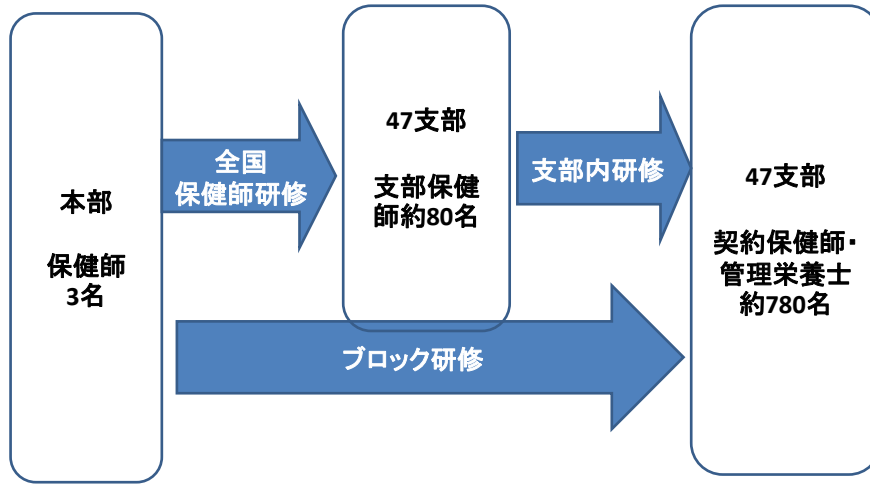 本部
保健師
3名
全国
保健師研修
47支部
支部保健
師約80名
支部内研修
47支部
契約保健師・
管理栄養士
約780名
ブロック研修